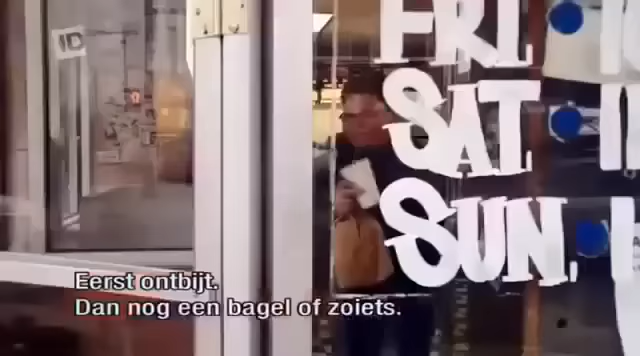 ID
FRI
SAT
SUN.
Eerst ontbijt.
Dan nog een bagel of zoiets.